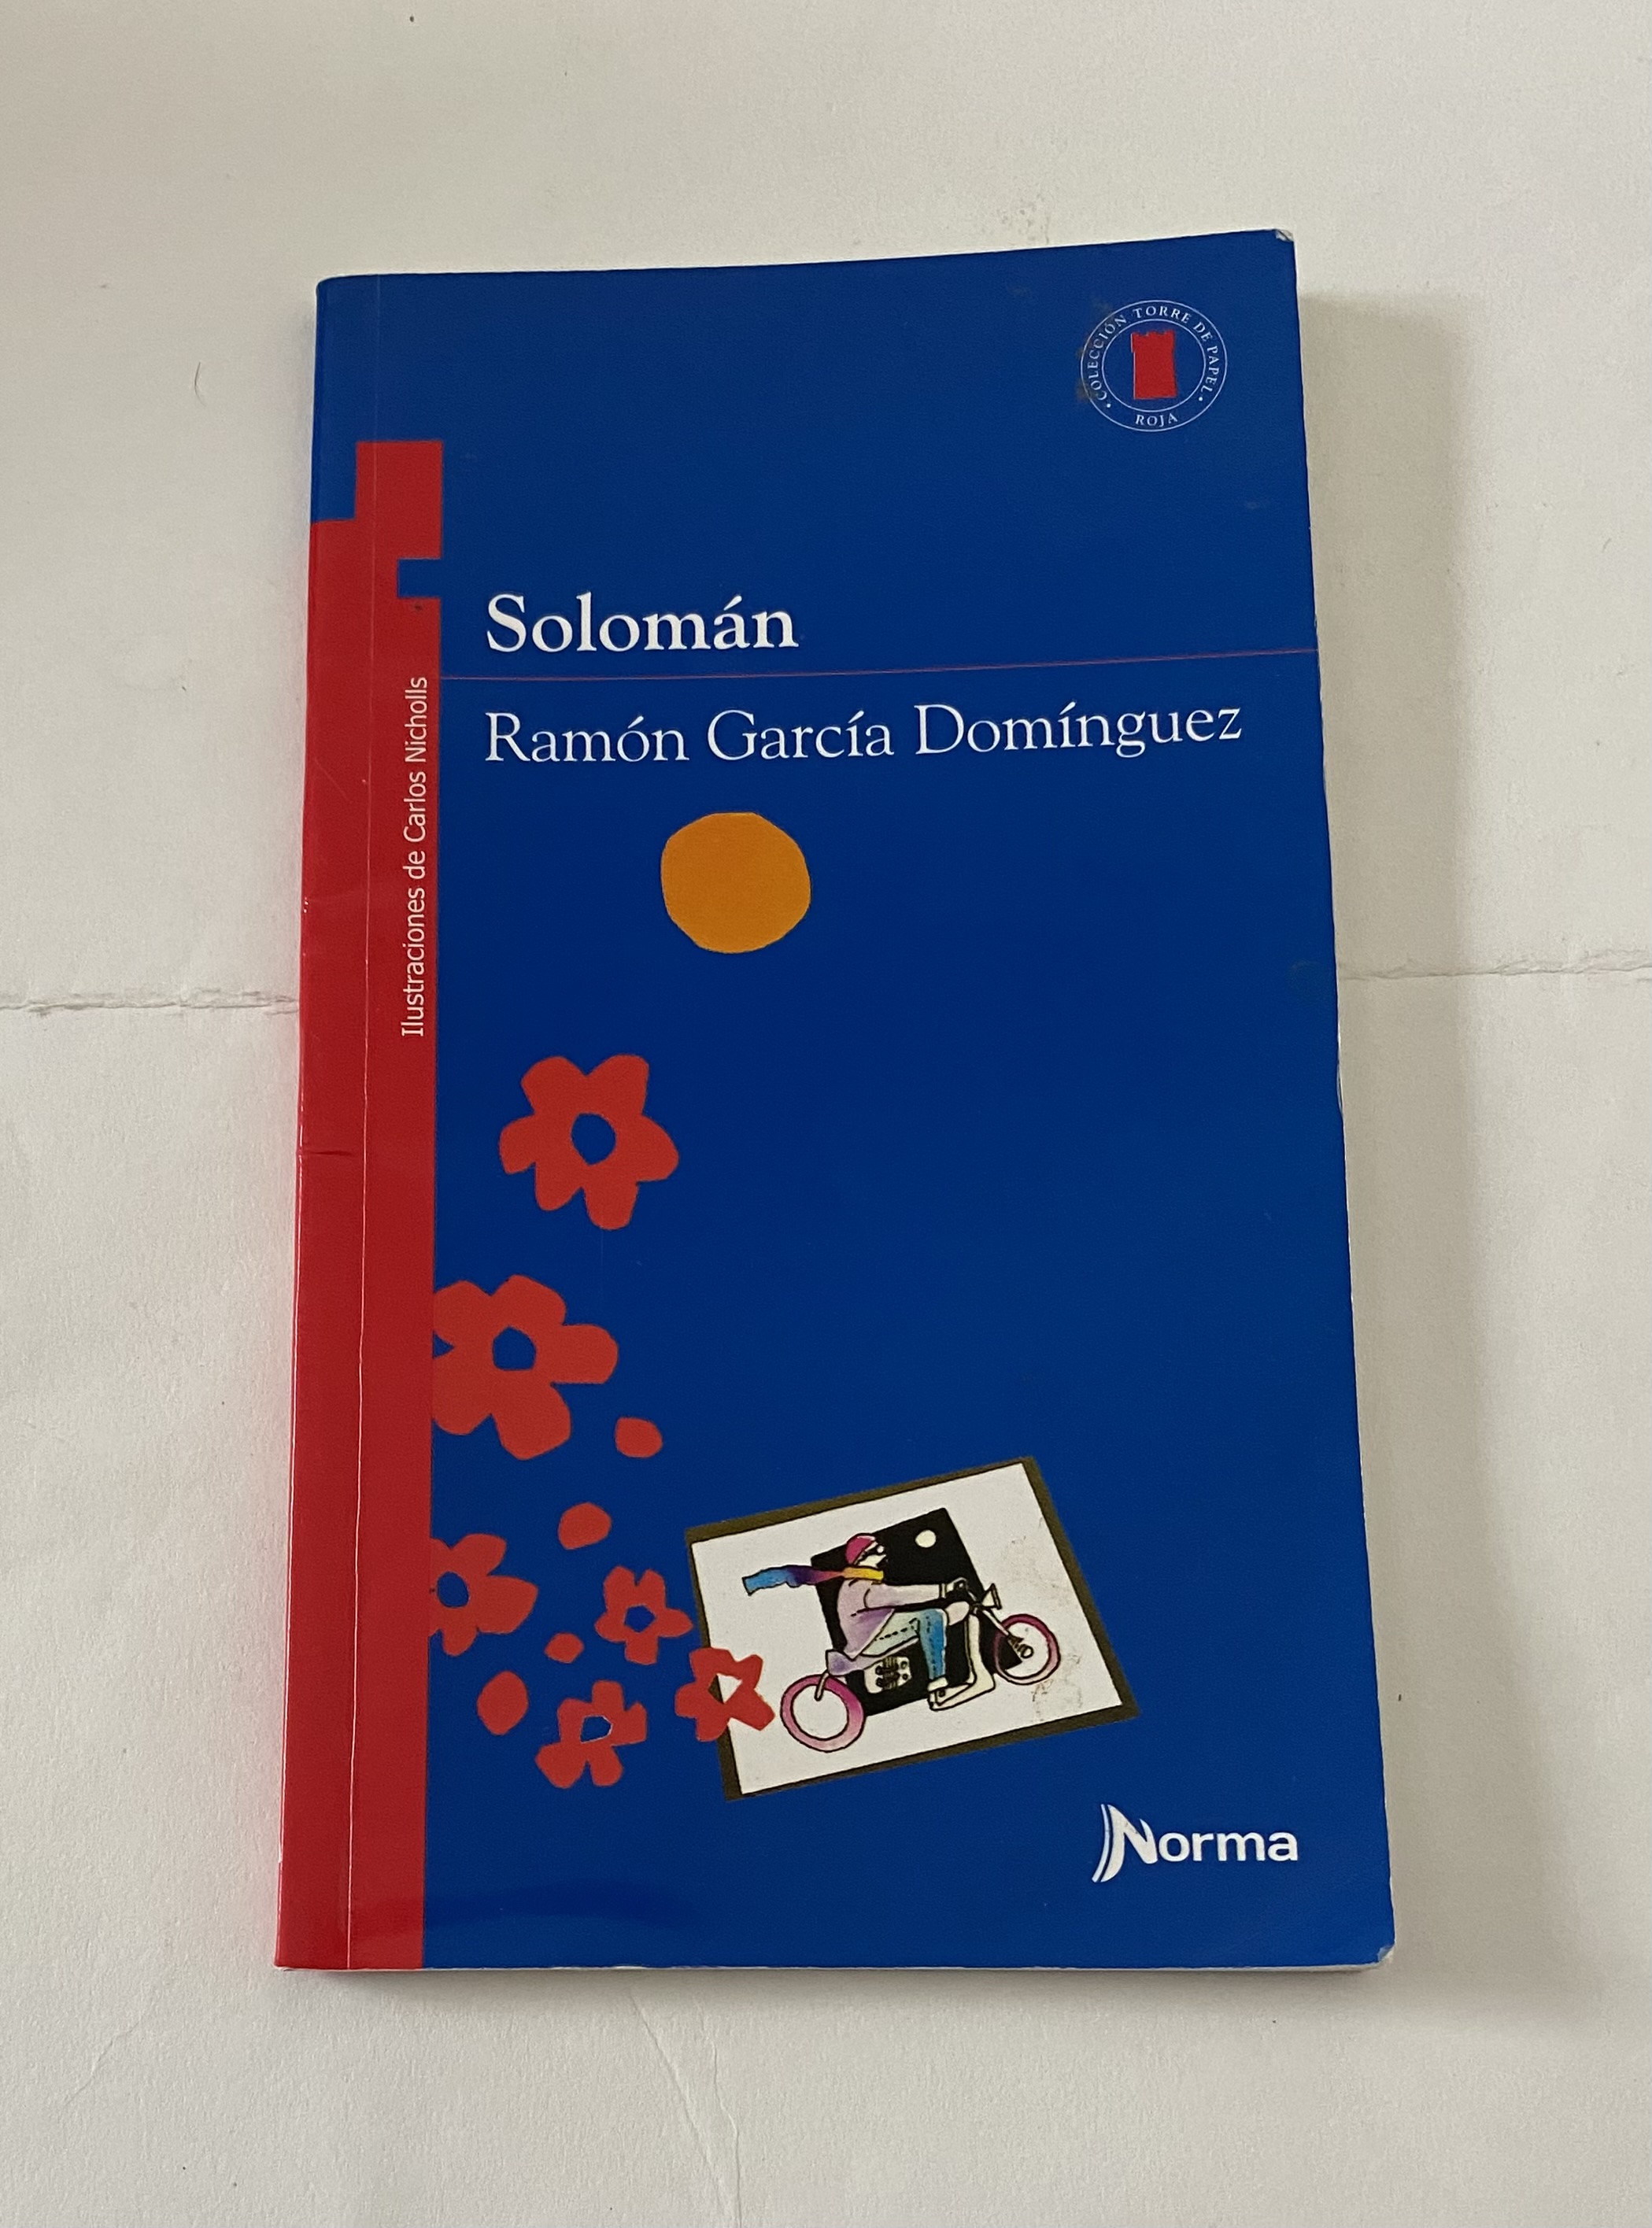 COLECCIÓN TORRE DE PAPEL
ROJA
Solomán
Ramón García Domínguez
Ilustraciones de Carlos Nicholls
Norma